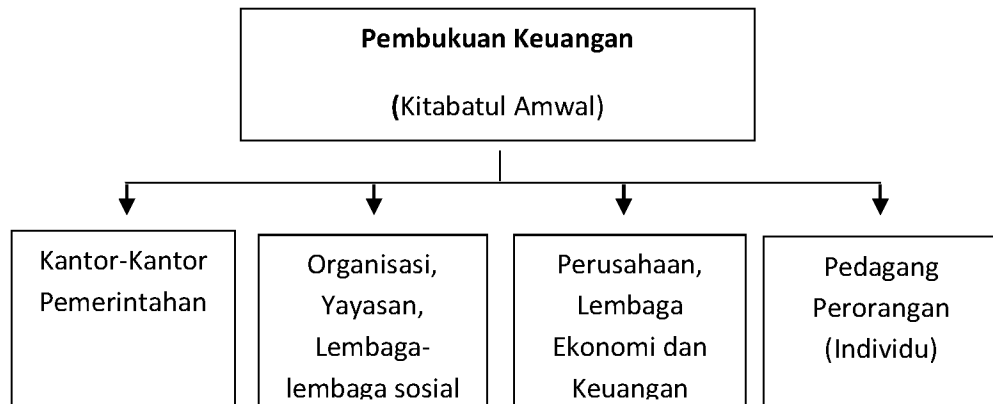 Pembukuan Keuangan
(Kitabatul Amwal)
Kantor-Kantor
Pemerintahan
Organisasi,
Yayasan,
Lembaga-
lembaga sosial
Perusahaan,
Lembaga
Ekonomi dan
Keuangan
Pedagang
Perorangan
(Individu)